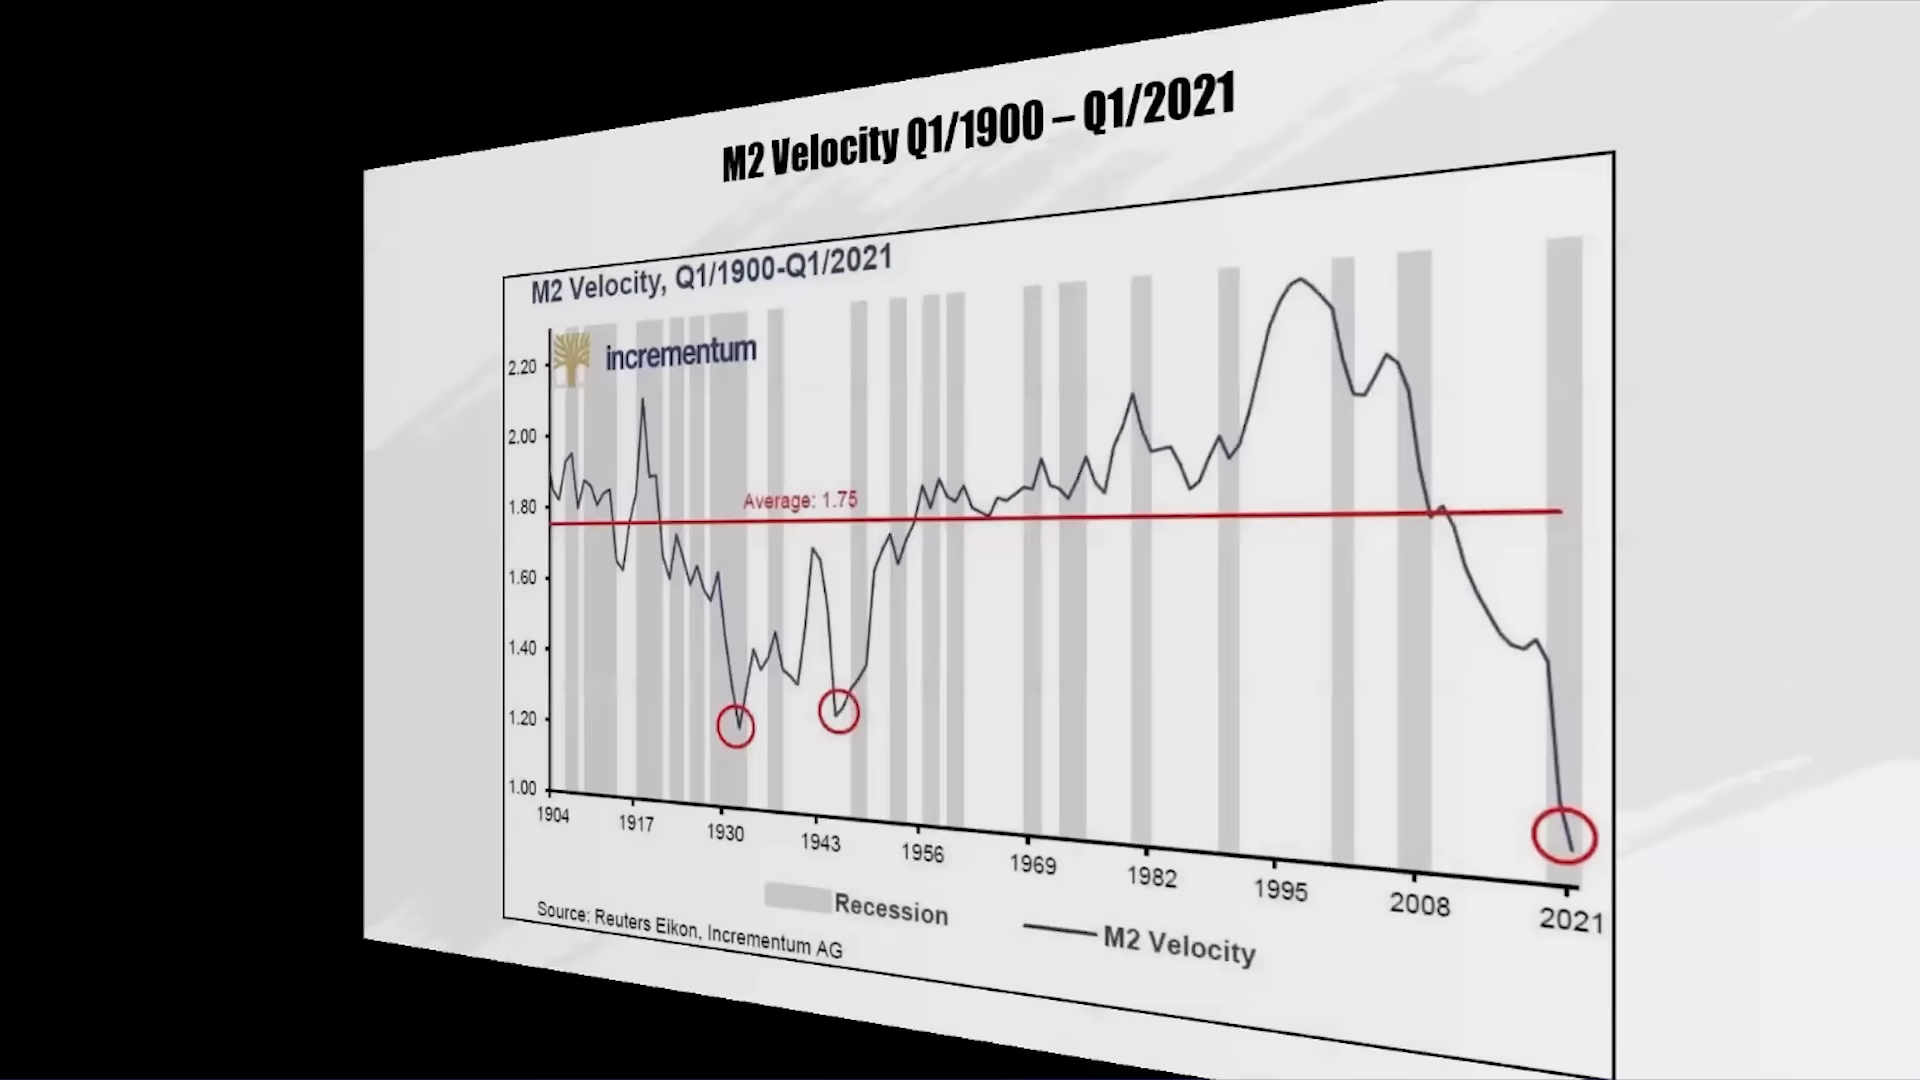 M2 Velocity Q1/1900 – Q1/2021
M2 Velocity, Q1/1900-Q1/2021
incrementum
2.20
2.00
1.80
1.60
1.40
1.20
1.00
Average: 1.75
1904
1917
1930
1943
1956
1969
1982
1995
2008
2021
Recession
M2 Velocity
Source: Reuters Eikon, Incrementum AG